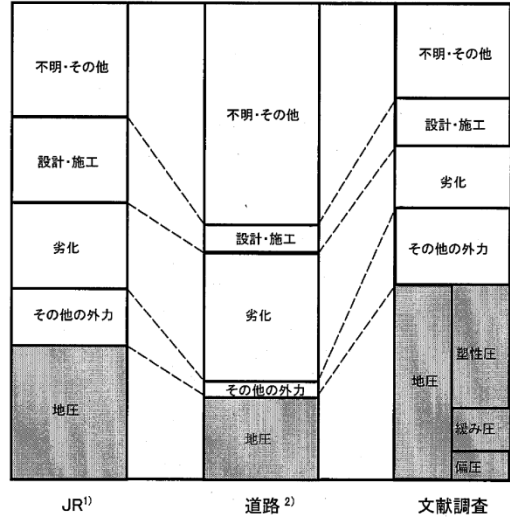 不明・その他
設計・施工
劣化
その他の外力
地圧
JR1)
不明・その他
設計・施工
劣化
その他の外力
地圧
道路 2)
不明・その他
設計・施工
劣化
その他の外力
地圧
塑性圧
緩み圧
偏圧
文献調査